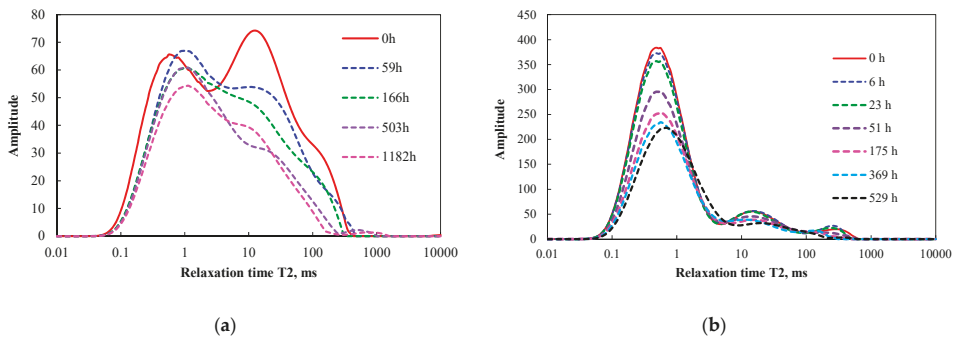 80
70
60
50
40
30
20
10
0
Amplitude
0.01 0.1 1 10 100 1000 10000
Relaxation time T2, ms
0h
59h
166h
503h
1182h
(a)
450
400
350
300
250
200
150
100
50
0
Amplitude
0.01 0.1 1 10 100 1000 10000
Relaxation time T2, ms
0 h
6 h
23 h
51 h
175 h
369 h
529 h
(b)